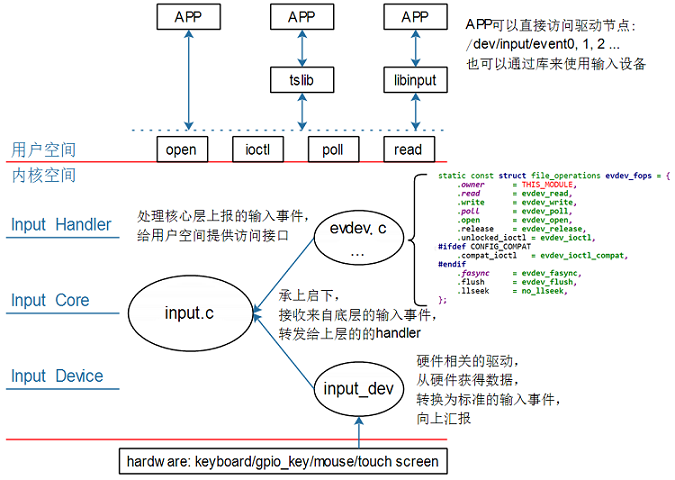 APP
APP
APP
APP可以直接访问驱动节点:
/dev/input/event0, 1, 2 ...
也可以通过库来使用输入设备
tslib
libinput
open
ioctl
poll
read
用户空间
内核空间
Input Handler
处理核心层上报的输入事件，
给用户空间提供访问接口
evdev. c
...
static const struct file_operations evdev_fops = {
.owner = THIS_MODULE,
.read = evdev_read,
.write = evdev_write,
.poll = evdev_poll,
.open = evdev_open,
.release = evdev_release,
.unlocked_ioctl = evdev_ioctl,
#ifdef CONFIG_COMPAT
.compat_ioctl = evdev_ioctl_compat,
#endif
.fasync = evdev_fasync,
.flush = evdev_flush,
.llseek = no_llseek,
};
Input Core
input.c
承上启下，
接收来自底层的输入事件，
转发给上层的的handler
Input Device
input_dev
硬件相关的驱动，
从硬件获得数据，
转换为标准的输入事件，
向上汇报
hardware: keyboard/gpio_key/mouse/touch screen